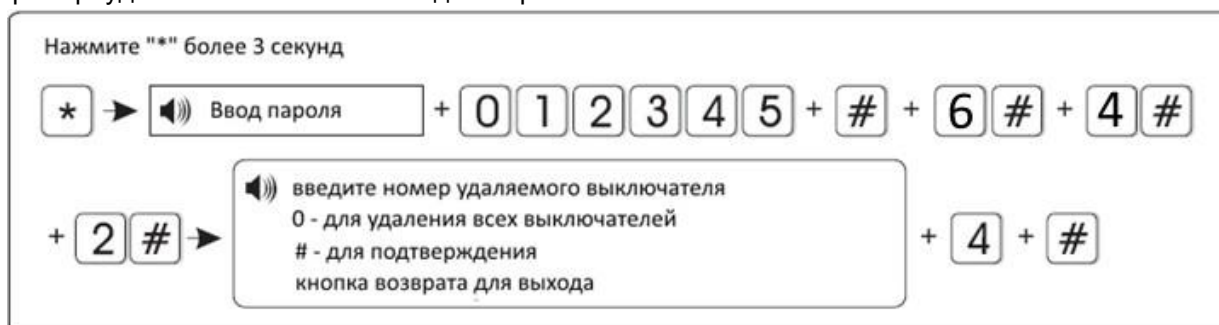 Нажмите "*" более 3 секунд
* Ввод пароля + 0 1 2 3 4 5 + # + 6 # + 4 #
+ 2 #
введите номер удаляемого выключателя
0 - для удаления всех выключателей
# - для подтверждения
кнопка возврата для выхода
+ 4 + #